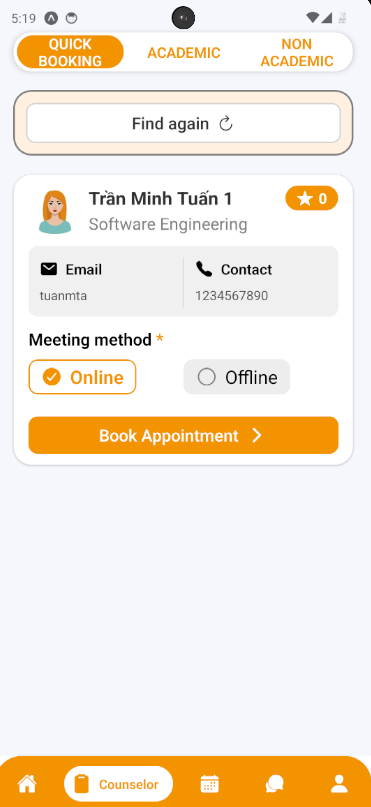 5:19
QUICK
BOOKING
ACADEMIC
NON
ACADEMIC
Find again
Trần Minh Tuấn 1
0
Software Engineering
Email
Contact
tuanmta
1234567890
Meeting method *
Online
Offline
Book Appointment
Counselor